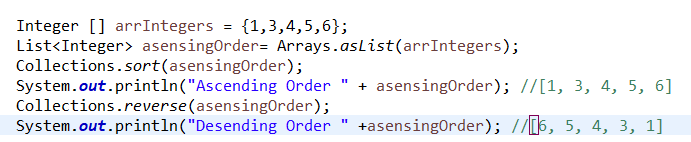 Integer [] arrIntegers = {1,3,4,5,6};
List<Integer> asensingOrder= Arrays.asList(arrIntegers);
Collections.sort(asensingOrder);
System.out.println("Ascending Order " + asensingOrder); //[1, 3, 4, 5, 6]
Collections.reverse(asensingOrder);
System.out.println("Desending Order " +asensingOrder); //[6, 5, 4, 3, 1]